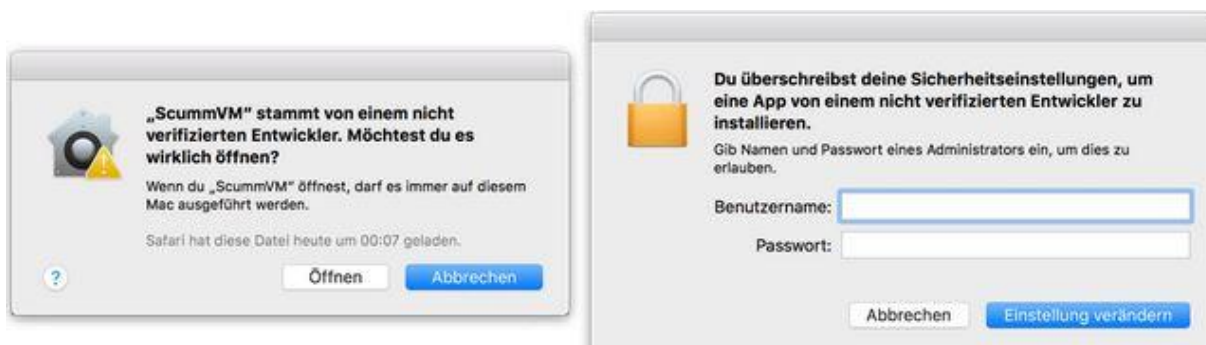 „ScummVM“ stammt von einem nicht
verifizierten Entwickler. Möchtest du es
wirklich öffnen?
Wenn du „ScummVM“ öffnest, darf es immer auf diesem
Mac ausgeführt werden.
Safari hat diese Datei heute um 00:07 geladen.
?
Öffnen
Abbrechen
Du überschreibst deine Sicherheitseinstellungen, um
eine App von einem nicht verifizierten Entwickler zu
installieren.
Gib Namen und Passwort eines Administrators ein, um dies zu
erlauben.
Benutzername:
Passwort:
Abbrechen
Einstellung verändern